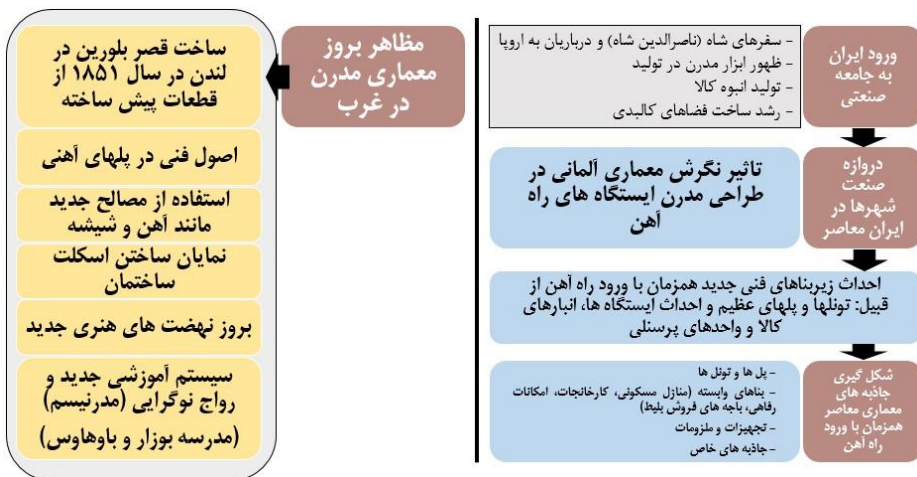 ورود ایران
به جامعه
صنعتی
- سفرهای شاه (ناصرالدین شاه) و درباریان به اروپا
- ظهور ابزار مدرن در تولید
- تولید انبوه کالا
- رشد ساخت فضاهای کالبدی
دروازه
صنعت
شهرها در
ایران معاصر
تاثیر نگرش معماری آلمانی در
طراحی مدرن ایستگاه های راه
آهن
احداث زیربناهای فنی جدید همزمان با ورود راه آهن از
قبیل: تونلها و پلهای عظیم و احداث ایستگاه ها، انبارهای
کالا و واحدهای پرسنلی
شکل گیری
جاذبه های
معماری معاصر
همزمان با ورود
راه آهن
- پل ها و تونل ها
- بناهای وابسته (منازل مسکونی، کارخانجات، امکانات
رفاهی، باجه های فروش بلیط)
- تجهیزات و ملزومات
- جاذبه های خاص
مظاهر بروز
معماری مدرن
در غرب
ساخت قصر بلورین در
لندن در سال ۱۸۵۱ از
قطعات پیش ساخته
اصول فنی در پلهای آهنی
استفاده از مصالح جدید
مانند آهن و شیشه
نمایان ساختن اسکلت
ساختمان
بروز نهضت های هنری جدید
سیستم آموزشی جدید و
رواج نوگرایی (مدرنیسم)
(مدرسه بوزار و باوهاوس)